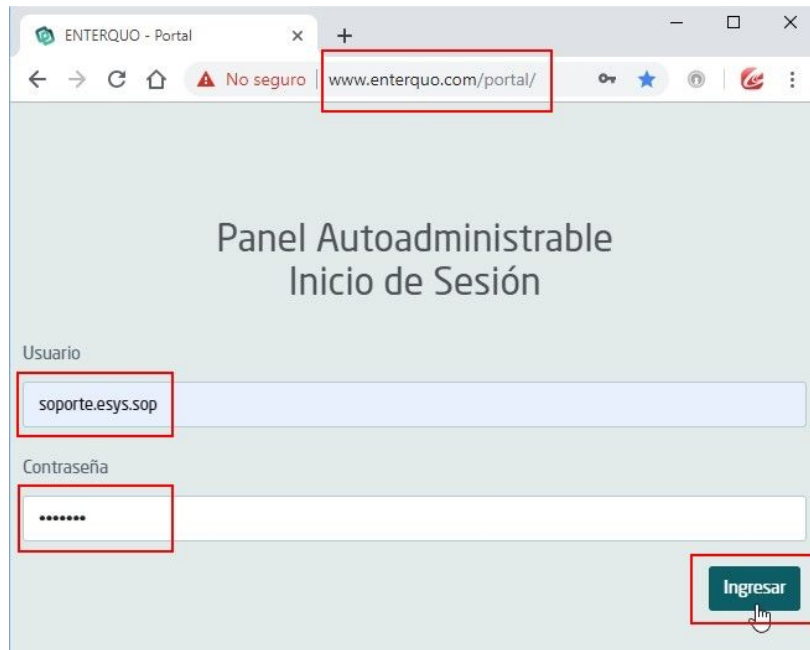 ENTERQUO - Portal
No seguro www.enterquo.com/portal/
Panel Autoadministrable
Inicio de Sesión
Usuario
soporte.esys.sop
Contraseña
•••••••
Ingresar